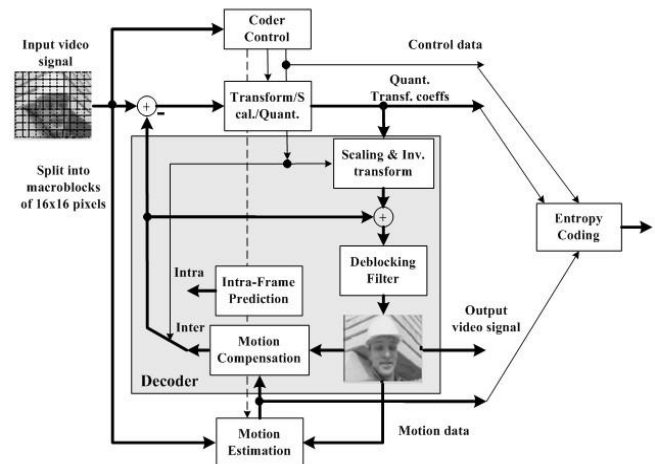 Input video
signal
Coder
Control
Control data
Quant.
Transf. coeffs
+
-
Transform/S
cal./Quant.
Split into
macroblocks
of 16x16 pixels
Scaling & Inv.
transform
+
Entropy
Coding
Deblocking
Filter
Intra
Intra-Frame
Prediction
Output
video signal
Inter
Motion
Compensation
Decoder
Motion data
Motion
Estimation